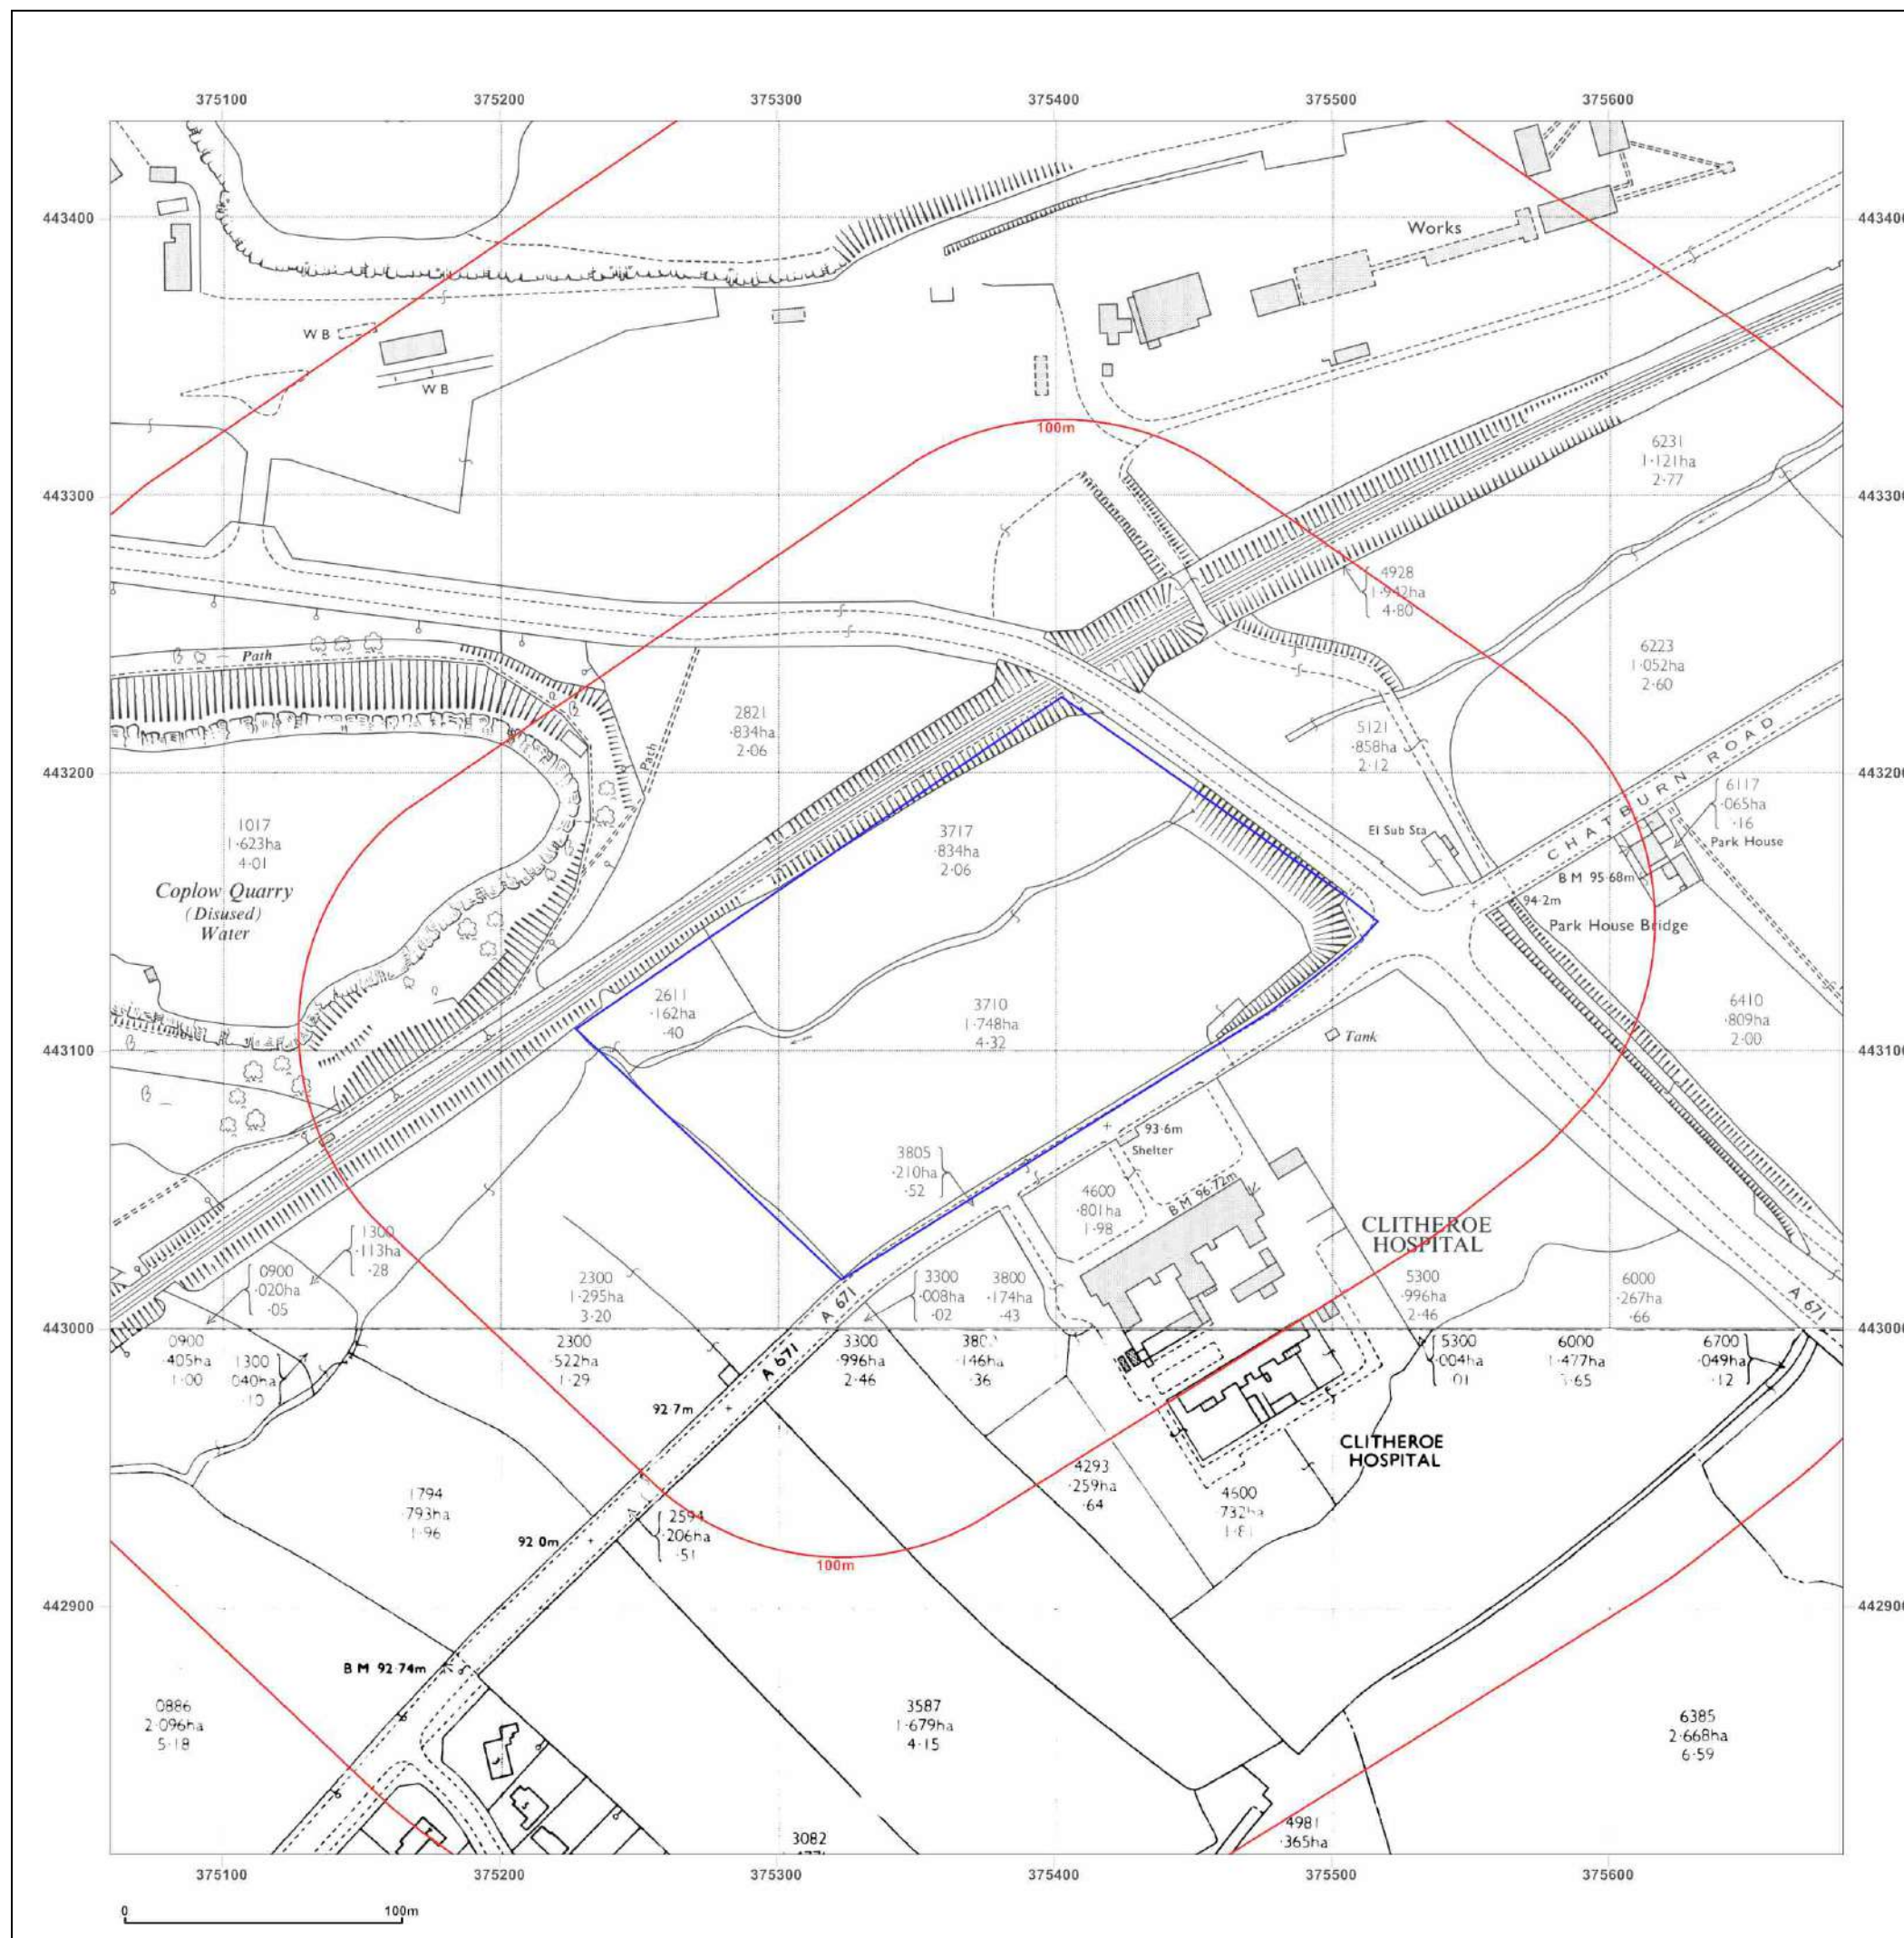 375100 375200 375300 375400 375500 375600
443400 443400
Works
W B
W B
100m
6231
1·121ha
2·77
443300 443300
4928
1·942ha
4·80
Path
6223
1·052ha
2·60
2821
·834ha
2·06
Path
5121
·858ha
2·12
CHATBURN ROAD
443200 443200
6117
·065ha
·16
El Sub Sta
Park House
B M 95·68m
94·2m
Park House Bridge
1017
1·623ha
4·01
Coplow Quarry
(Disused)
Water
3717
·834ha
2·06
2611
·162ha
·40
3710
1·748ha
4·32
6410
·809ha
2·00
Tank
443100 443100
93·6m
Shelter
3805
·210ha
·52
4600
·801ha
1·98
B M 96·72m
CLITHEROE
HOSPITAL
1300
·113ha
·28
0900
·020ha
·05
2300
1·295ha
3·20
A 671
3300
·008ha
·02
3800
·174ha
·43
5300
·996ha
2·46
6000
·267ha
·66
A 671
443000 443000
0900
·405ha
1·00
1300
040ha
·10
2300
·522ha
1·29
A 671
3300
·996ha
2·46
·146ha
·36
5300
·004ha
·01
6000
1·477ha
6700
·049ha
·12
92·7m
CLITHEROE
HOSPITAL
4293
·259ha
·64
4600
732ha
1·81
1794
·793ha
1·96
92 0m
2594
·206ha
·51
100m
442900 442900
B M 92·74m
0886
2·096ha
5·18
3587
1·679ha
4·15
6385
2·668ha
6·59
3082
4981
·365ha
375100 375200 375300 375400 375500 375600
0 100m